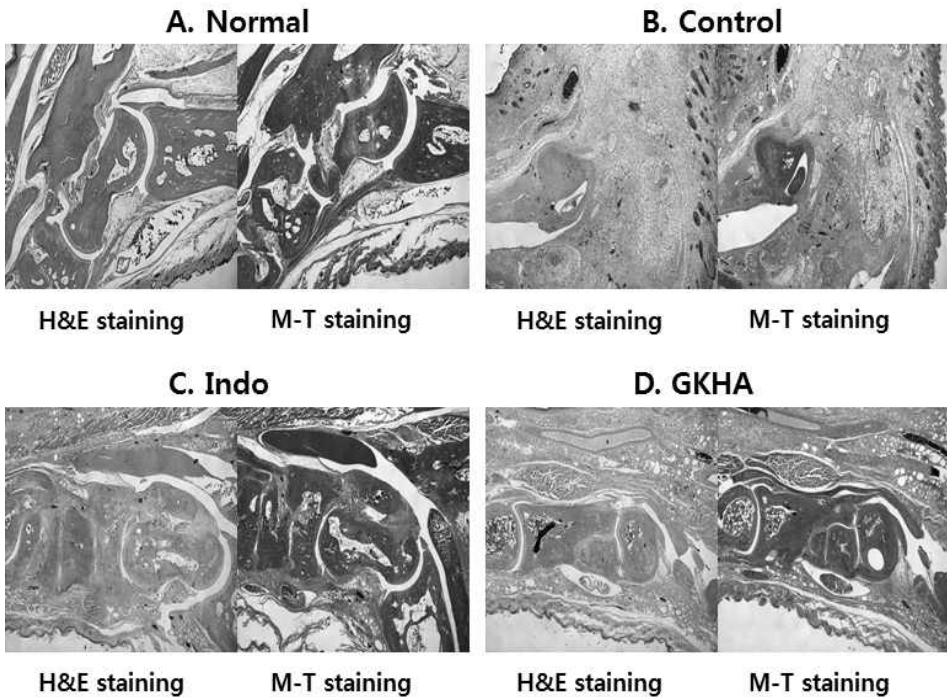 A. Normal
B. Control
H&E staining
M-T staining
H&E staining
M-T staining
C. Indo
D. GKHA
H&E staining
M-T staining
H&E staining
M-T staining